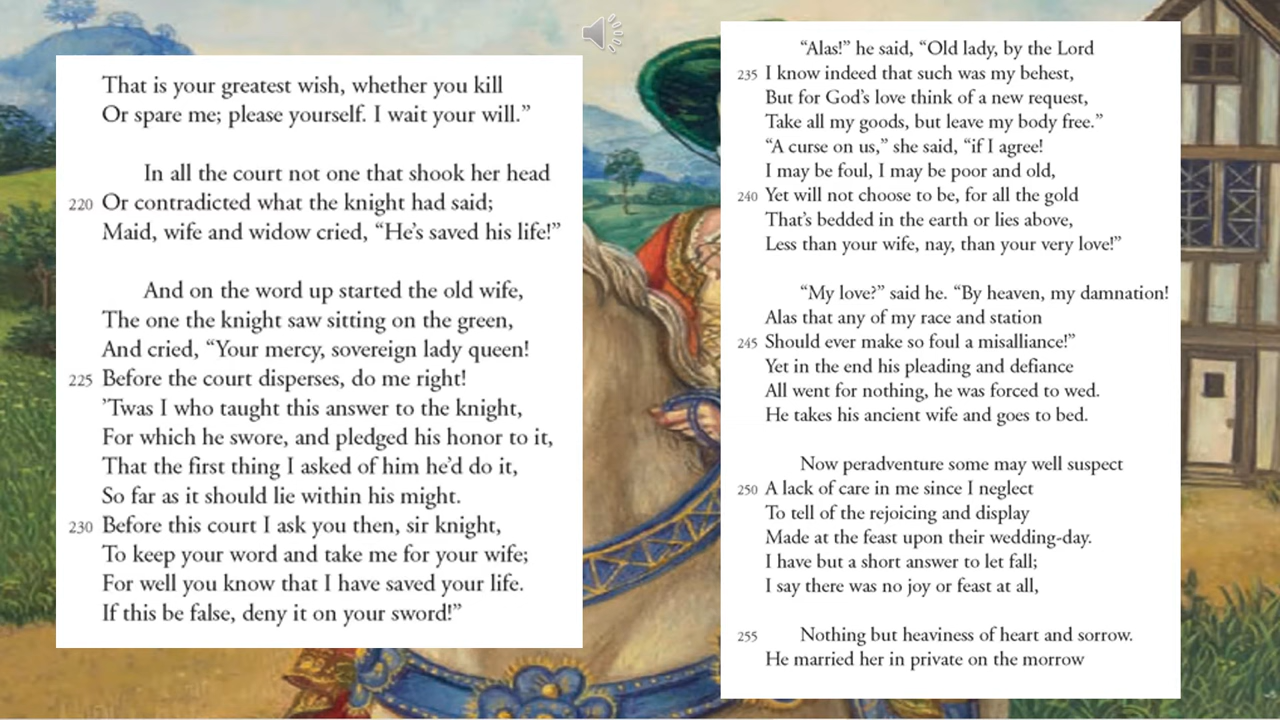 That is your greatest wish, whether you kill
Or spare me; please yourself. I wait your will.”
In all the court not one that shook her head
220 Or contradicted what the knight had said;
Maid, wife and widow cried, “He’s saved his life!”
And on the word up started the old wife,
The one the knight saw sitting on the green,
And cried, “Your mercy, sovereign lady queen!
225 Before the court disperses, do me right!
’Twas I who taught this answer to the knight,
For which he swore, and pledged his honor to it,
That the first thing I asked of him he’d do it,
So far as it should lie within his might.
230 Before this court I ask you then, sir knight,
To keep your word and take me for your wife;
For well you know that I have saved your life.
If this be false, deny it on your sword!”
“Alas!” he said, “Old lady, by the Lord
235 I know indeed that such was my behest,
But for God’s love think of a new request,
Take all my goods, but leave my body free.”
“A curse on us,” she said, “if I agree!
I may be foul, I may be poor and old,
240 Yet will not choose to be, for all the gold
That’s bedded in the earth or lies above,
Less than your wife, nay, than your very love!”
“My love?” said he. “By heaven, my damnation!
Alas that any of my race and station
245 Should ever make so foul a misalliance!”
Yet in the end his pleading and defiance
All went for nothing, he was forced to wed.
He takes his ancient wife and goes to bed.
Now peradventure some may well suspect
250 A lack of care in me since I neglect
To tell of the rejoicing and display
Made at the feast upon their wedding-day.
I have but a short answer to let fall;
I say there was no joy or feast at all,
255 Nothing but heaviness of heart and sorrow.
He married her in private on the morrow